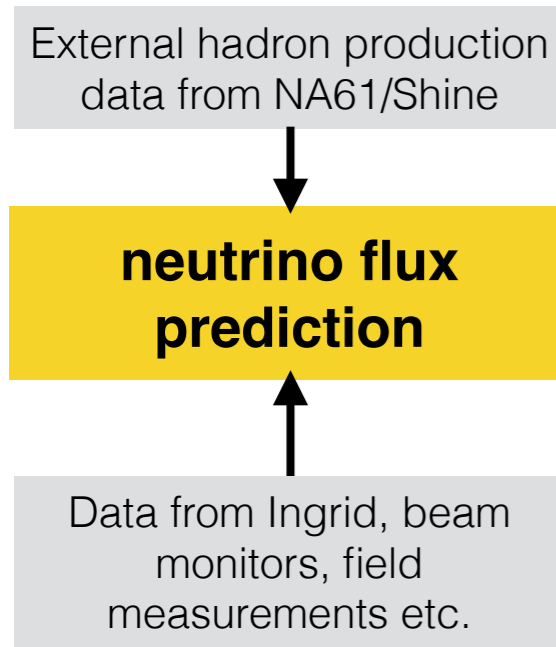 External hadron production
data from NA61/Shine
neutrino flux
prediction
Data from Ingrid, beam
monitors, field
measurements etc.